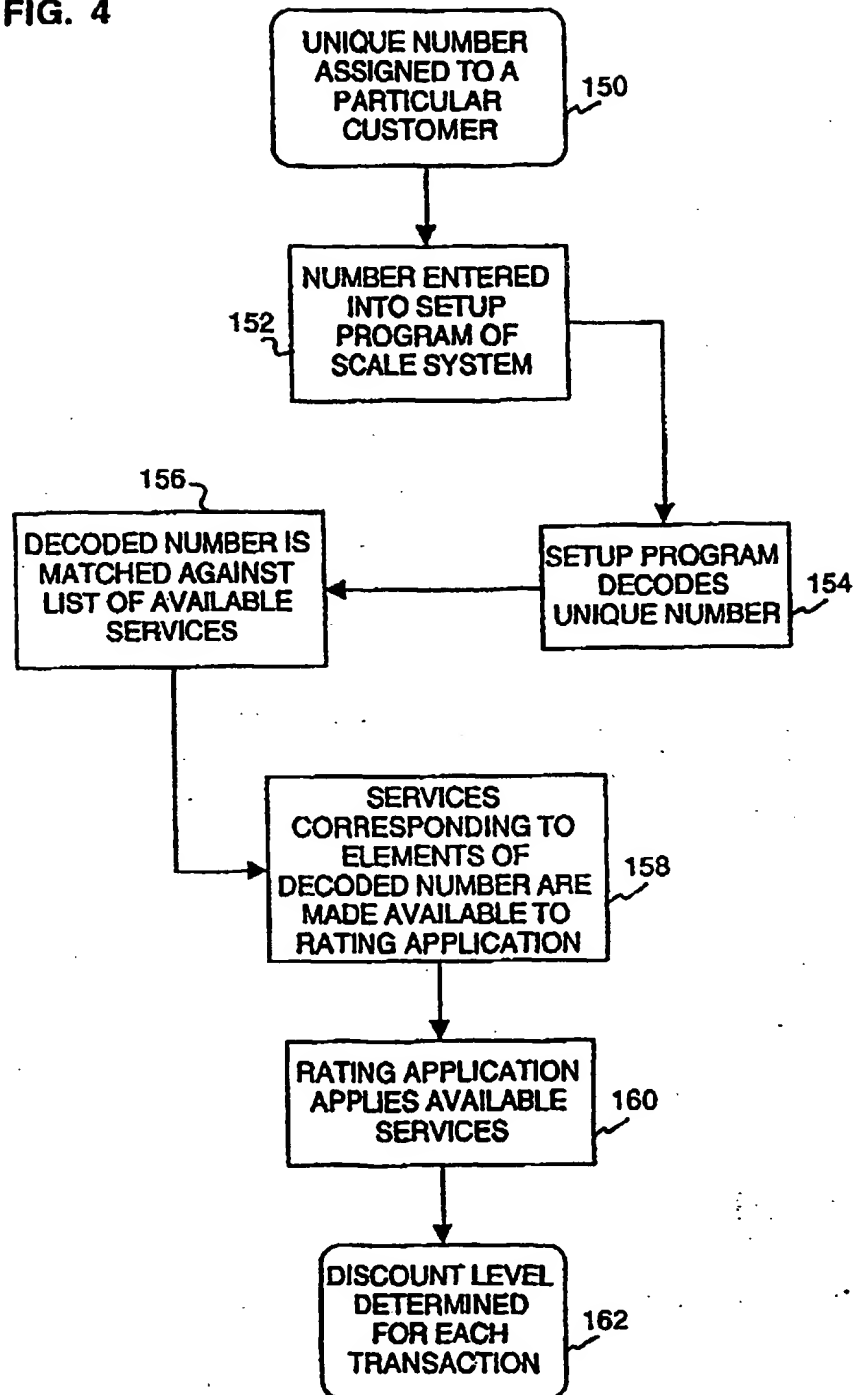 FIG. 4
UNIQUE NUMBER
ASSIGNED TO A
PARTICULAR
CUSTOMER
150
NUMBER ENTERED
INTO SETUP
PROGRAM OF
SCALE SYSTEM
152
SETUP PROGRAM
DECODES
UNIQUE NUMBER
154
156
DECODED NUMBER IS
MATCHED AGAINST
LIST OF AVAILABLE
SERVICES
SERVICES
CORRESPONDING TO
ELEMENTS OF
DECODED NUMBER ARE
MADE AVAILABLE TO
RATING APPLICATION
158
RATING APPLICATION
APPLIES AVAILABLE
SERVICES
160
DISCOUNT LEVEL
DETERMINED
FOR EACH
TRANSACTION
162